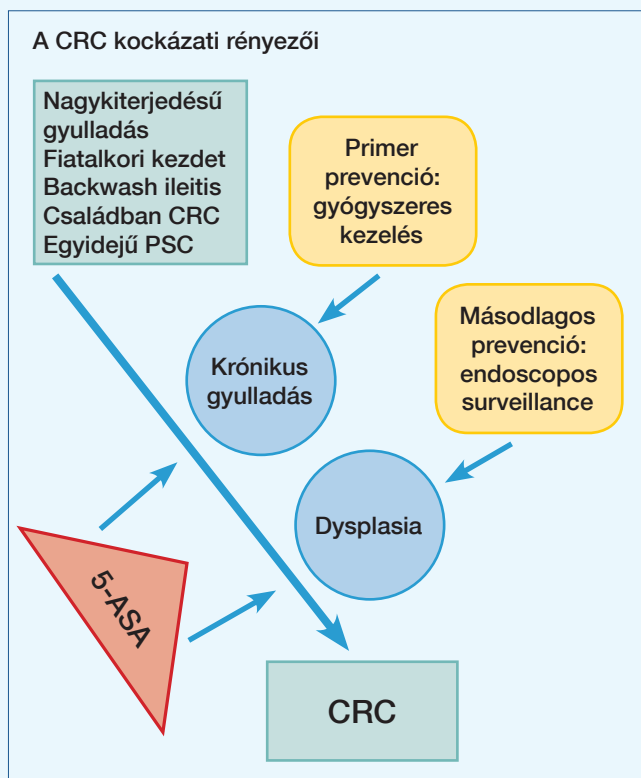 A CRC kockázati rényezői
Nagykiterjedésű
gyulladás
Fiatalkori kezdet
Backwash ileitis
Családban CRC
Egyidejű PSC
Primer
prevenció:
gyógyszeres
kezelés
Másodlagos
prevenció:
endoscopos
surveillance
Krónikus
gyulladás
Dysplasia
5-ASA
CRC